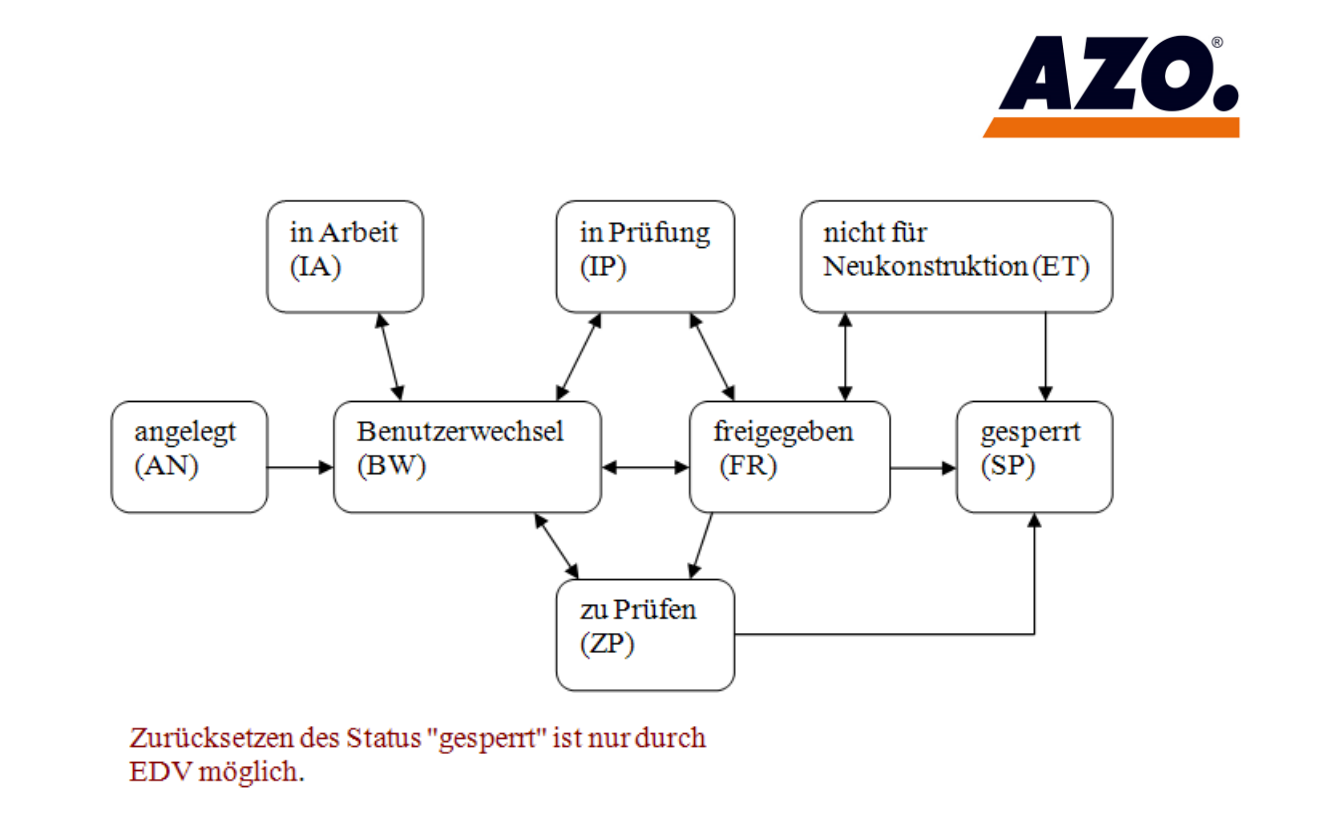 AZO.®
in Arbeit
(IA)
in Prüfung
(IP)
nicht für
Neukonstruktion (ET)
angelegt
(AN)
Benutzerwechsel
(BW)
freigegeben
(FR)
gesperrt
(SP)
zu Prüfen
(ZP)
Zurücksetzen des Status "gesperrt" ist nur durch
EDV möglich.